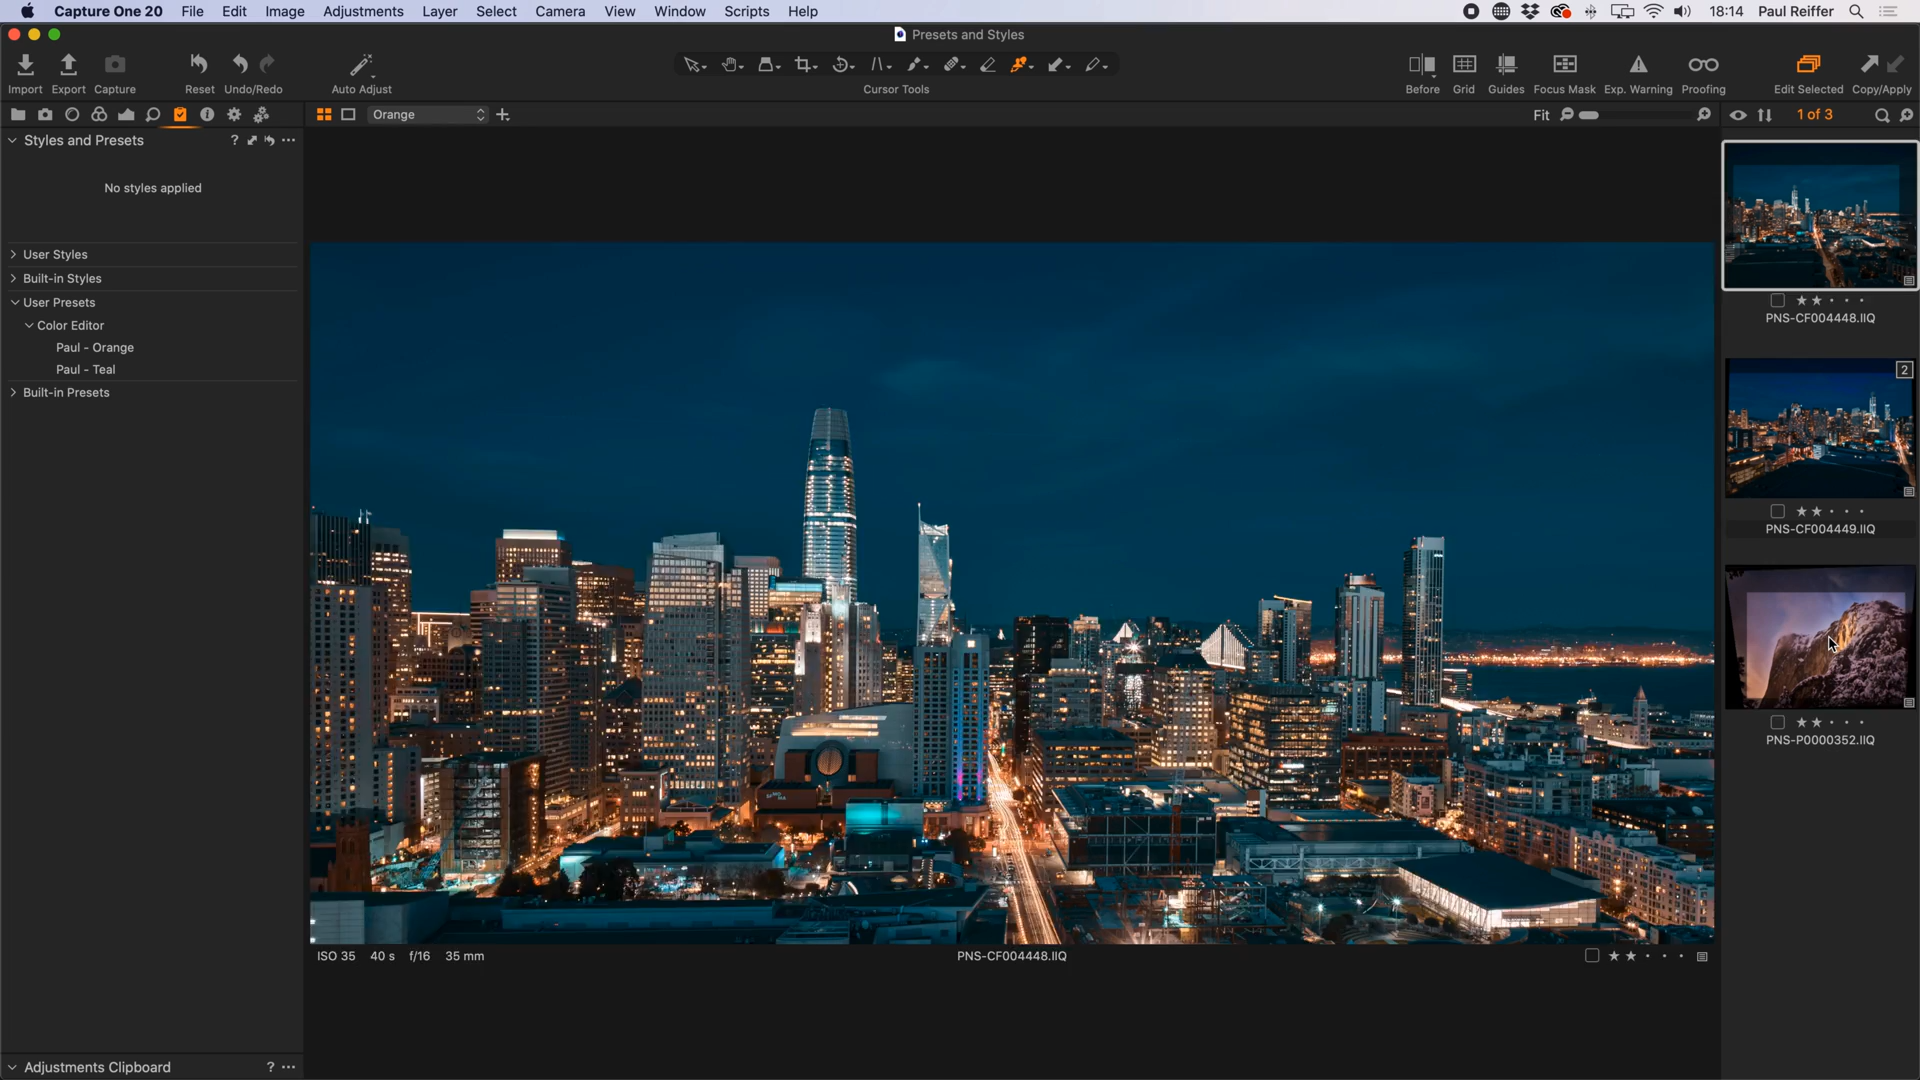 Capture One 20 File Edit Image Adjustments Layer Select Camera View Window Scripts Help 18:14 Paul Reiffer
Presets and Styles
Import Export Capture Reset Undo/Redo Auto Adjust Cursor Tools Before Grid Guides Focus Mask Exp. Warning Proofing Edit Selected Copy/Apply
Orange Fit 1 of 3
Styles and Presets ? ...
No styles applied
User Styles
Built-in Styles
User Presets
Color Editor
Paul - Orange
Paul - Teal
Built-in Presets
PNS-CF004448.IIQ
2
PNS-CF004449.IIQ
PNS-P0000352.IIQ
ISO 35 40 s f/16 35 mm PNS-CF004448.IIQ
Adjustments Clipboard ? ...